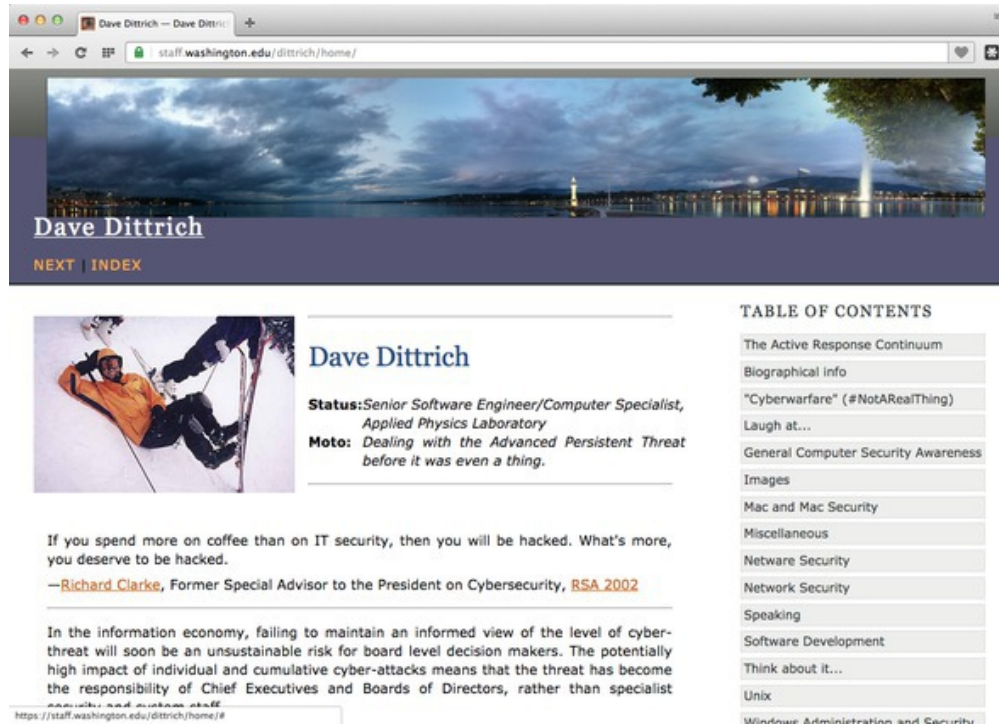 Dave Dittrich — Dave Dittric
staff.washington.edu/dittrich/home/
Dave Dittrich
NEXT | INDEX
Dave Dittrich
Status:Senior Software Engineer/Computer Specialist,
Applied Physics Laboratory
Moto: Dealing with the Advanced Persistent Threat
before it was even a thing.
If you spend more on coffee than on IT security, then you will be hacked. What's more,
you deserve to be hacked.
—Richard Clarke, Former Special Advisor to the President on Cybersecurity, RSA 2002
In the information economy, failing to maintain an informed view of the level of cyber-
threat will soon be an unsustainable risk for board level decision makers. The potentially
high impact of individual and cumulative cyber-attacks means that the threat has become
the responsibility of Chief Executives and Boards of Directors, rather than specialist
security and system staff.
https://staff.washington.edu/dittrich/home/#
TABLE OF CONTENTS
The Active Response Continuum
Biographical info
"Cyberwarfare" (#NotARealThing)
Laugh at...
General Computer Security Awareness
Images
Mac and Mac Security
Miscellaneous
Netware Security
Network Security
Speaking
Software Development
Think about it...
Unix
Windows Administration and Security